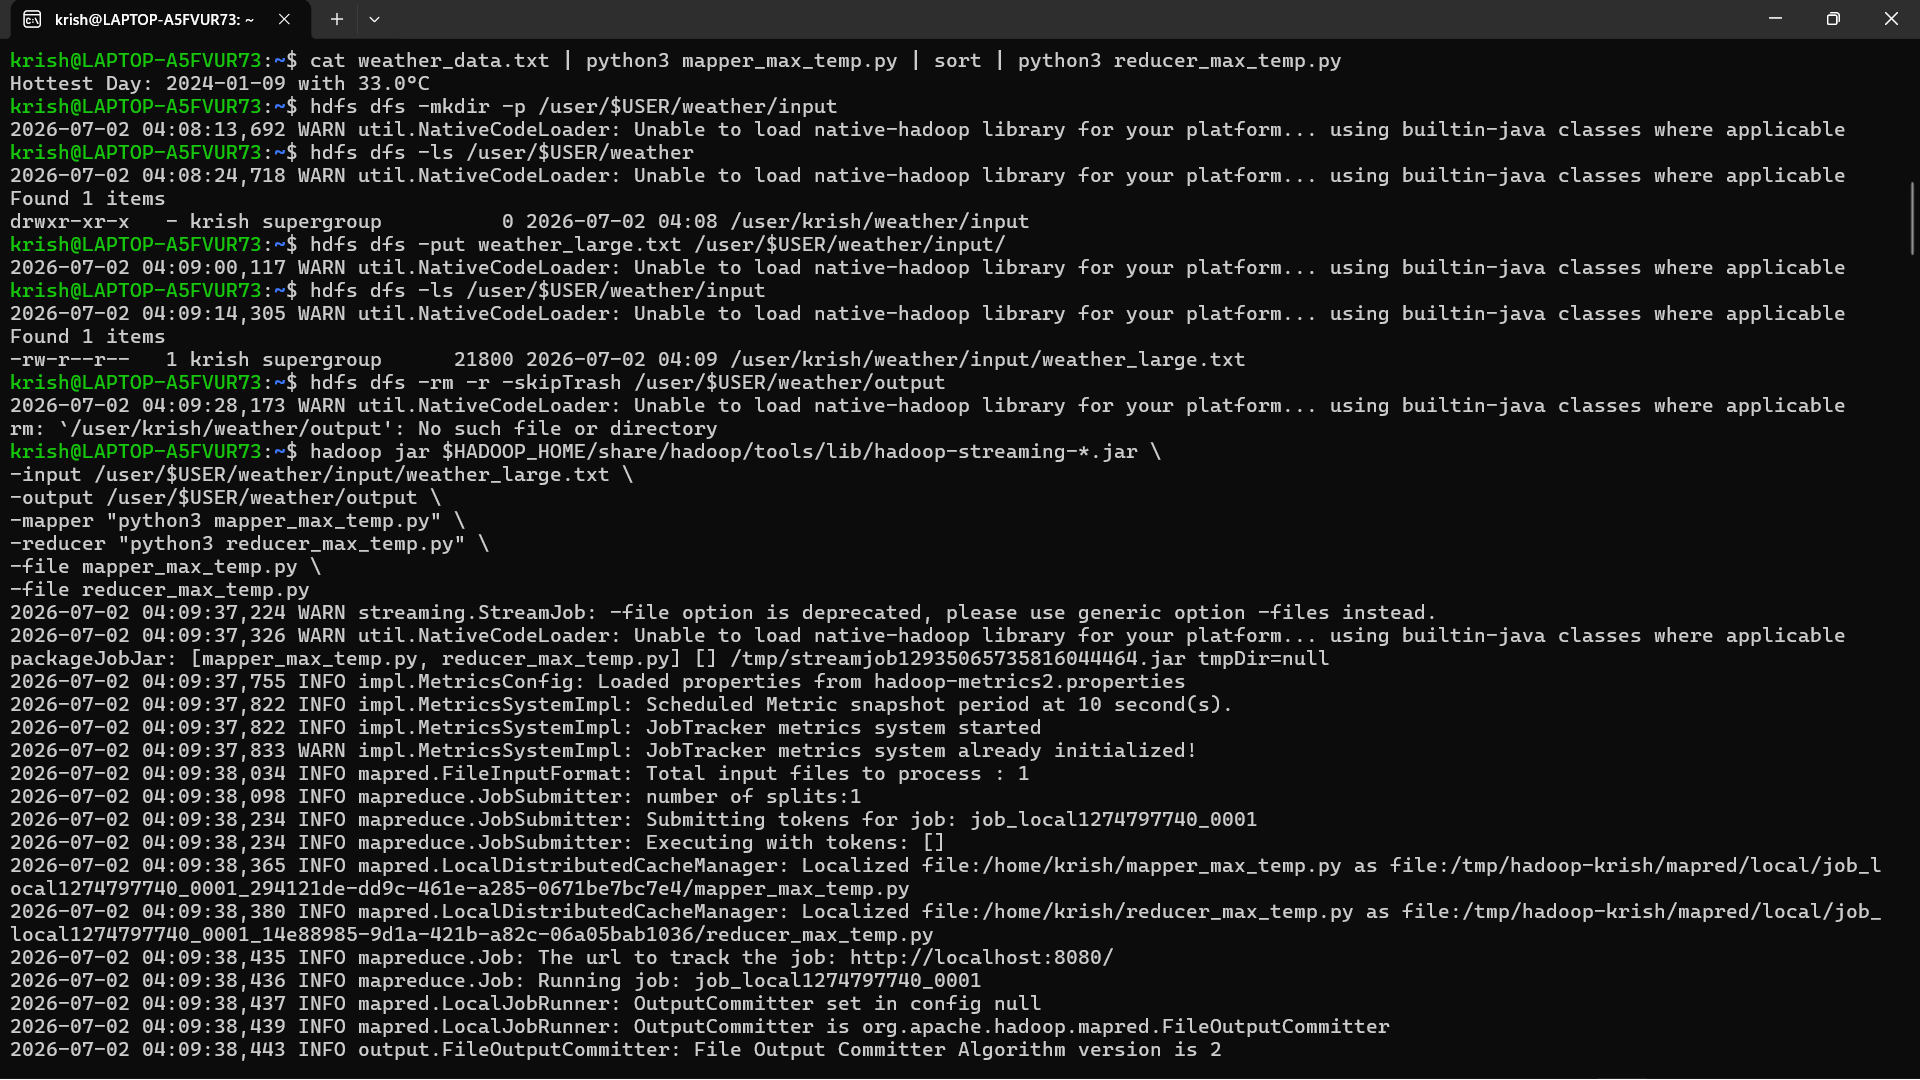 krish@LAPTOP-A5FVUR73: ~
krish@LAPTOP-A5FVUR73:~$ cat weather_data.txt | python3 mapper_max_temp.py | sort | python3 reducer_max_temp.py
Hottest Day: 2024-01-09 with 33.0°C
krish@LAPTOP-A5FVUR73:~$ hdfs dfs -mkdir -p /user/$USER/weather/input
2026-07-02 04:08:13,692 WARN util.NativeCodeLoader: Unable to load native-hadoop library for your platform... using builtin-java classes where applicable
krish@LAPTOP-A5FVUR73:~$ hdfs dfs -ls /user/$USER/weather
2026-07-02 04:08:24,718 WARN util.NativeCodeLoader: Unable to load native-hadoop library for your platform... using builtin-java classes where applicable
Found 1 items
drwxr-xr-x   - krish supergroup          0 2026-07-02 04:08 /user/krish/weather/input
krish@LAPTOP-A5FVUR73:~$ hdfs dfs -put weather_large.txt /user/$USER/weather/input/
2026-07-02 04:09:00,117 WARN util.NativeCodeLoader: Unable to load native-hadoop library for your platform... using builtin-java classes where applicable
krish@LAPTOP-A5FVUR73:~$ hdfs dfs -ls /user/$USER/weather/input
2026-07-02 04:09:14,305 WARN util.NativeCodeLoader: Unable to load native-hadoop library for your platform... using builtin-java classes where applicable
Found 1 items
-rw-r--r--   1 krish supergroup      21800 2026-07-02 04:09 /user/krish/weather/input/weather_large.txt
krish@LAPTOP-A5FVUR73:~$ hdfs dfs -rm -r -skipTrash /user/$USER/weather/output
2026-07-02 04:09:28,173 WARN util.NativeCodeLoader: Unable to load native-hadoop library for your platform... using builtin-java classes where applicable
rm: `/user/krish/weather/output': No such file or directory
krish@LAPTOP-A5FVUR73:~$ hadoop jar $HADOOP_HOME/share/hadoop/tools/lib/hadoop-streaming-*.jar \
-input /user/$USER/weather/input/weather_large.txt \
-output /user/$USER/weather/output \
-mapper "python3 mapper_max_temp.py" \
-reducer "python3 reducer_max_temp.py" \
-file mapper_max_temp.py \
-file reducer_max_temp.py
2026-07-02 04:09:37,224 WARN streaming.StreamJob: -file option is deprecated, please use generic option -files instead.
2026-07-02 04:09:37,326 WARN util.NativeCodeLoader: Unable to load native-hadoop library for your platform... using builtin-java classes where applicable
packageJobJar: [mapper_max_temp.py, reducer_max_temp.py] [] /tmp/streamjob12935065735816044464.jar tmpDir=null
2026-07-02 04:09:37,755 INFO impl.MetricsConfig: Loaded properties from hadoop-metrics2.properties
2026-07-02 04:09:37,822 INFO impl.MetricsSystemImpl: Scheduled Metric snapshot period at 10 second(s).
2026-07-02 04:09:37,822 INFO impl.MetricsSystemImpl: JobTracker metrics system started
2026-07-02 04:09:37,833 WARN impl.MetricsSystemImpl: JobTracker metrics system already initialized!
2026-07-02 04:09:38,034 INFO mapred.FileInputFormat: Total input files to process : 1
2026-07-02 04:09:38,098 INFO mapreduce.JobSubmitter: number of splits:1
2026-07-02 04:09:38,234 INFO mapreduce.JobSubmitter: Submitting tokens for job: job_local1274797740_0001
2026-07-02 04:09:38,234 INFO mapreduce.JobSubmitter: Executing with tokens: []
2026-07-02 04:09:38,365 INFO mapred.LocalDistributedCacheManager: Localized file:/home/krish/mapper_max_temp.py as file:/tmp/hadoop-krish/mapred/local/job_l
ocal1274797740_0001_294121de-dd9c-461e-a285-0671be7bc7e4/mapper_max_temp.py
2026-07-02 04:09:38,380 INFO mapred.LocalDistributedCacheManager: Localized file:/home/krish/reducer_max_temp.py as file:/tmp/hadoop-krish/mapred/local/job_
local1274797740_0001_14e88985-9d1a-421b-a82c-06a05bab1036/reducer_max_temp.py
2026-07-02 04:09:38,435 INFO mapreduce.Job: The url to track the job: http://localhost:8080/
2026-07-02 04:09:38,436 INFO mapreduce.Job: Running job: job_local1274797740_0001
2026-07-02 04:09:38,437 INFO mapred.LocalJobRunner: OutputCommitter set in config null
2026-07-02 04:09:38,439 INFO mapred.LocalJobRunner: OutputCommitter is org.apache.hadoop.mapred.FileOutputCommitter
2026-07-02 04:09:38,443 INFO output.FileOutputCommitter: File Output Committer Algorithm version is 2